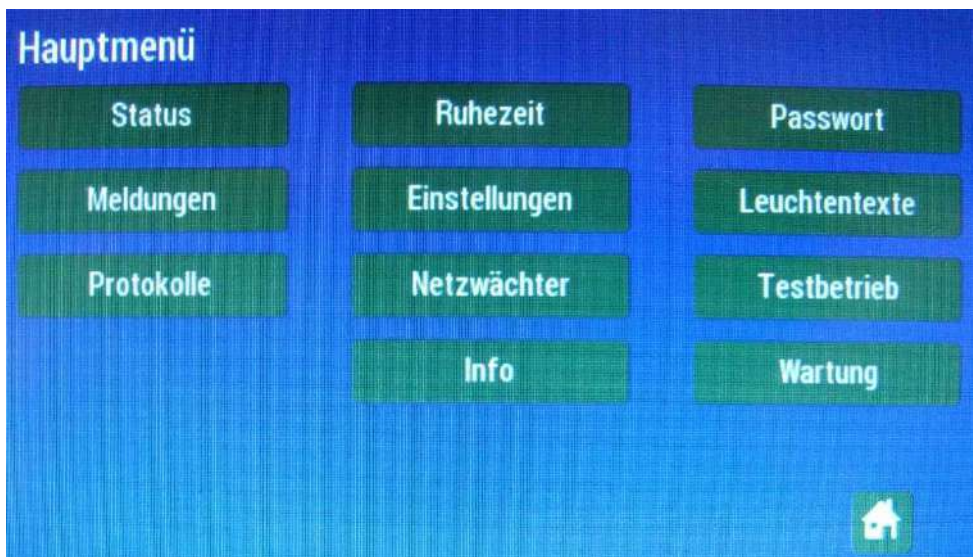 Hauptmenü
Status
Ruhezeit
Passwort
Meldungen
Einstellungen
Leuchtentexte
Protokolle
Netzwächter
Testbetrieb
Info
Wartung